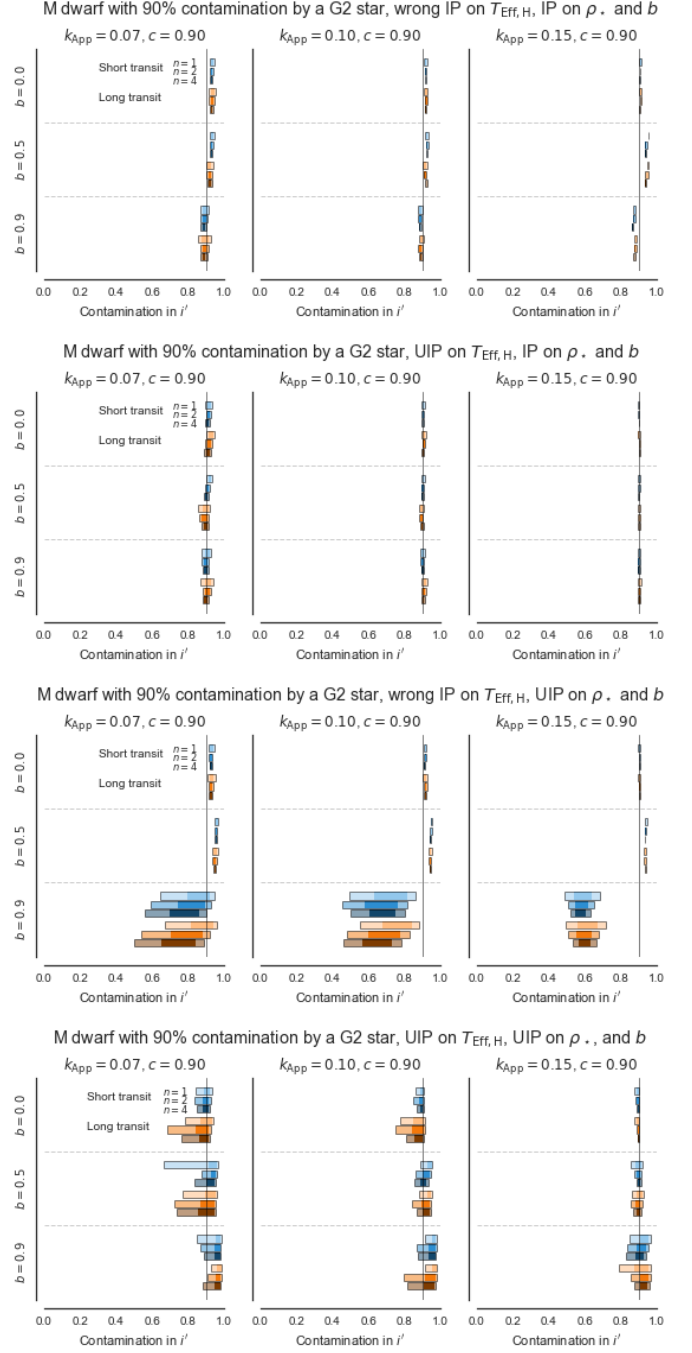 M dwarf with 90% contamination by a G2 star, wrong IP on T_Eff, H, IP on ρ⋆ and b
k_App = 0.07, c = 0.90 k_App = 0.10, c = 0.90 k_App = 0.15, c = 0.90
b = 0.0
Short transit n = 1
n = 2
n = 4
Long transit
b = 0.5
b = 0.9
0.0 0.2 0.4 0.6 0.8 1.0 0.0 0.2 0.4 0.6 0.8 1.0 0.0 0.2 0.4 0.6 0.8 1.0
Contamination in i′ Contamination in i′ Contamination in i′
M dwarf with 90% contamination by a G2 star, UIP on T_Eff, H, IP on ρ⋆ and b
k_App = 0.07, c = 0.90 k_App = 0.10, c = 0.90 k_App = 0.15, c = 0.90
b = 0.0
Short transit n = 1
n = 2
n = 4
Long transit
b = 0.5
b = 0.9
0.0 0.2 0.4 0.6 0.8 1.0 0.0 0.2 0.4 0.6 0.8 1.0 0.0 0.2 0.4 0.6 0.8 1.0
Contamination in i′ Contamination in i′ Contamination in i′
M dwarf with 90% contamination by a G2 star, wrong IP on T_Eff, H, UIP on ρ⋆ and b
k_App = 0.07, c = 0.90 k_App = 0.10, c = 0.90 k_App = 0.15, c = 0.90
b = 0.0
Short transit n = 1
n = 2
n = 4
Long transit
b = 0.5
b = 0.9
0.0 0.2 0.4 0.6 0.8 1.0 0.0 0.2 0.4 0.6 0.8 1.0 0.0 0.2 0.4 0.6 0.8 1.0
Contamination in i′ Contamination in i′ Contamination in i′
M dwarf with 90% contamination by a G2 star, UIP on T_Eff, H, UIP on ρ⋆, and b
k_App = 0.07, c = 0.90 k_App = 0.10, c = 0.90 k_App = 0.15, c = 0.90
b = 0.0
Short transit n = 1
n = 2
n = 4
Long transit
b = 0.5
b = 0.9
0.0 0.2 0.4 0.6 0.8 1.0 0.0 0.2 0.4 0.6 0.8 1.0 0.0 0.2 0.4 0.6 0.8 1.0
Contamination in i′ Contamination in i′ Contamination in i′